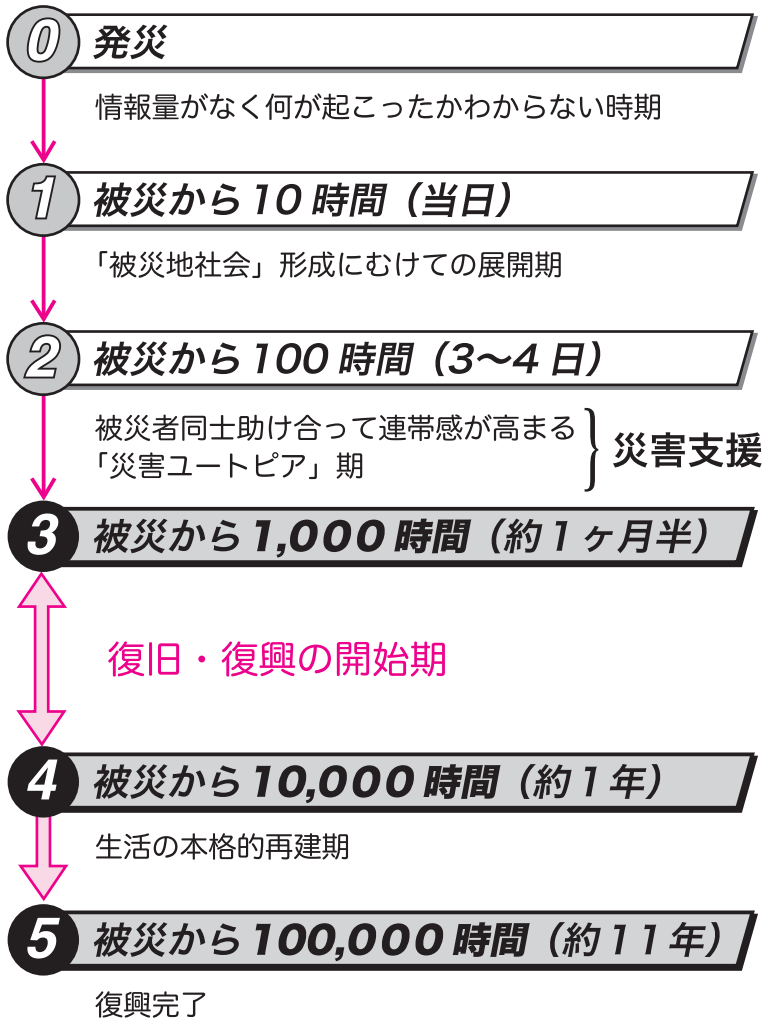 0 発災
情報量がなく何が起こったかわからない時期
1 被災から10時間（当日）
「被災地社会」形成にむけての展開期
2 被災から100時間（3〜4日）
被災者同士助け合って連帯感が高まる
「災害ユートピア」期
災害支援
3 被災から1,000時間（約1ヶ月半）
復旧・復興の開始期
4 被災から10,000時間（約1年）
生活の本格的再建期
5 被災から100,000時間（約11年）
復興完了